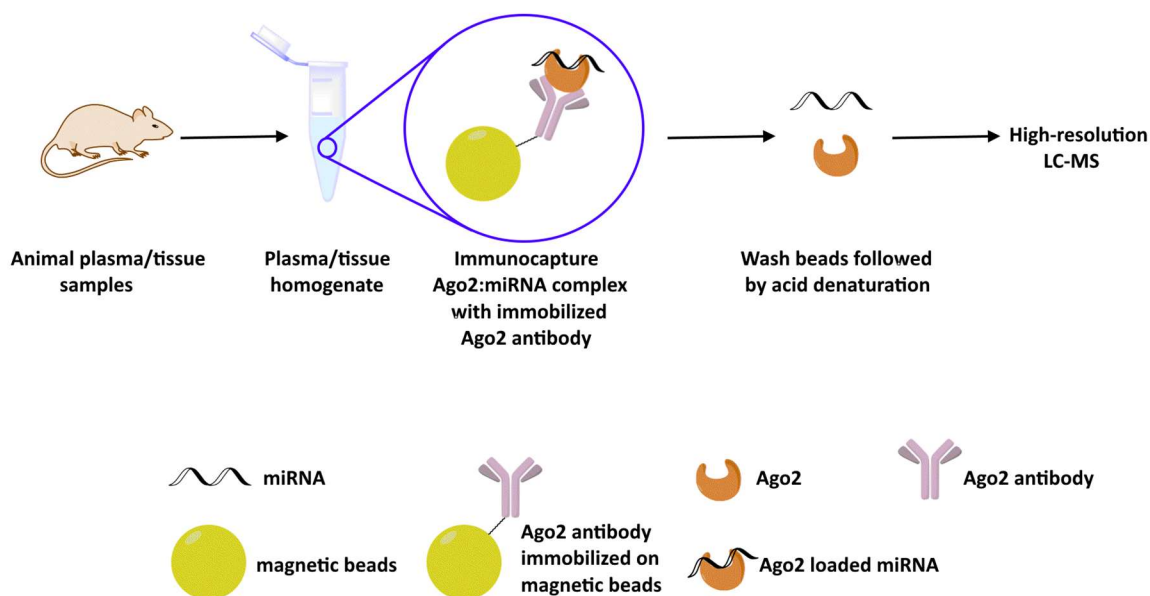 High-resolution
LC-MS
Animal plasma/tissue
samples
Plasma/tissue
homogenate
Immunocapture
Ago2:miRNA complex
with immobilized
Ago2 antibody
Wash beads followed
by acid denaturation
miRNA
Ago2
Ago2 antibody
magnetic beads
Ago2 antibody
immobilized on
magnetic beads
Ago2 loaded miRNA